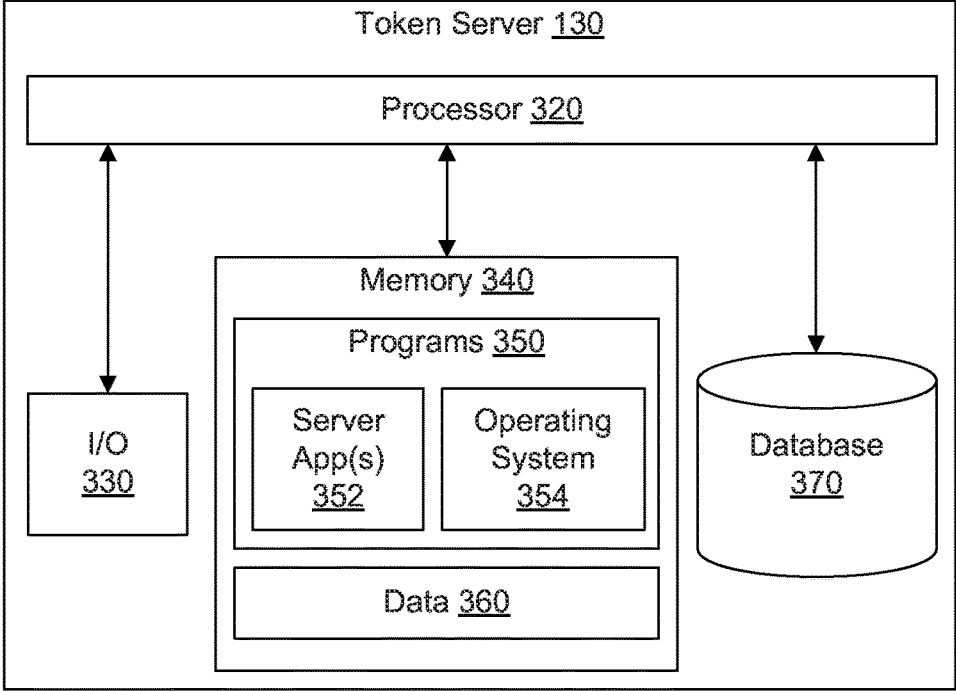 Token Server 130
Processor 320
Memory 340
Programs 350
Server
App(s)
352
Operating
System
354
Data 360
I/O
330
Database
370